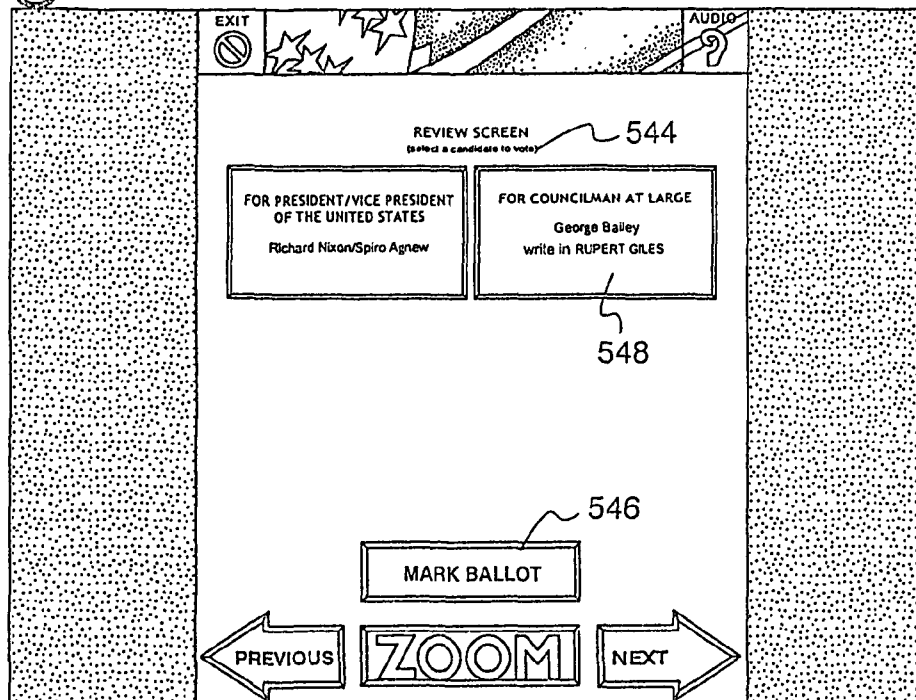 EXIT
AUDIO
REVIEW SCREEN
(select a candidate to vote)
544
FOR PRESIDENT/VICE PRESIDENT
OF THE UNITED STATES
Richard Nixon/Spiro Agnew
FOR COUNCILMAN AT LARGE
George Bailey
write in RUPERT GILES
548
546
MARK BALLOT
PREVIOUS
ZOOM
NEXT